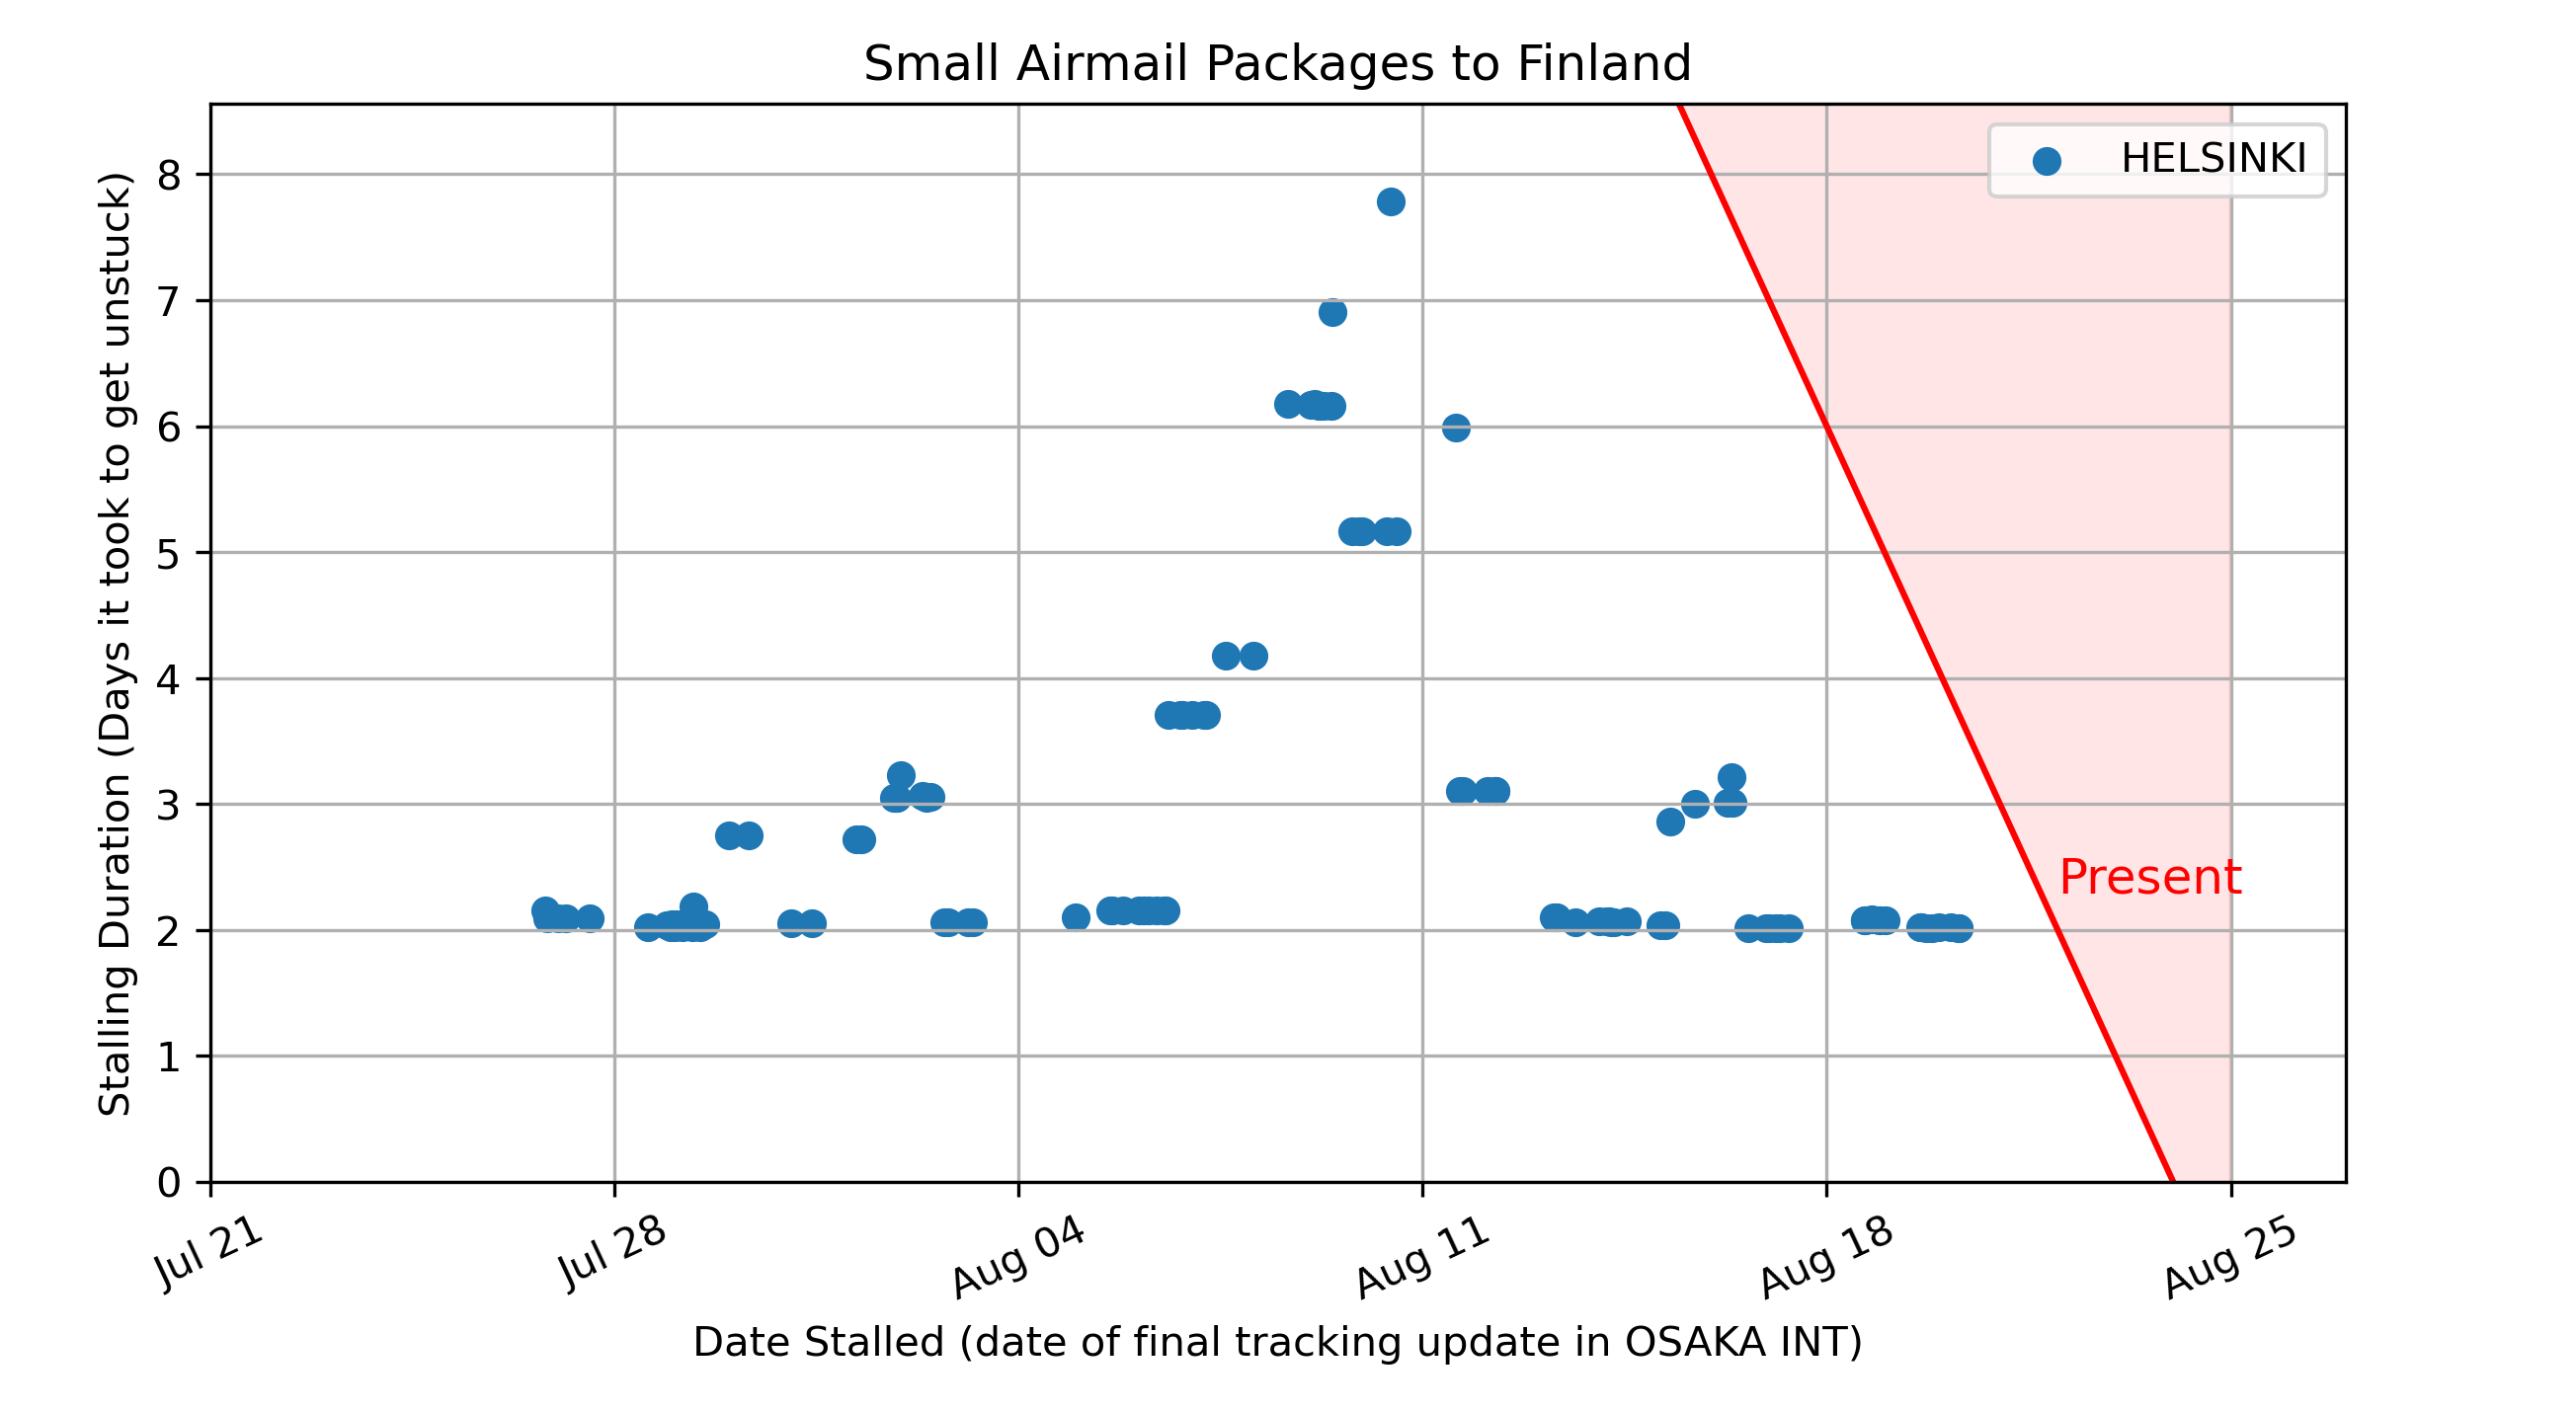 Small Airmail Packages to Finland
HELSINKI
Stalling Duration (Days it took to get unstuck)
8
7
6
5
4
3
2
1
0
Present
Jul 21
Jul 28
Aug 04
Aug 11
Aug 18
Aug 25
Date Stalled (date of final tracking update in OSAKA INT)